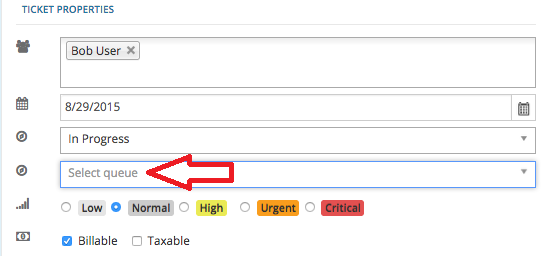 TICKET PROPERTIES
Bob User ×
8/29/2015
In Progress
Select queue
Low Normal High Urgent Critical
Billable Taxable